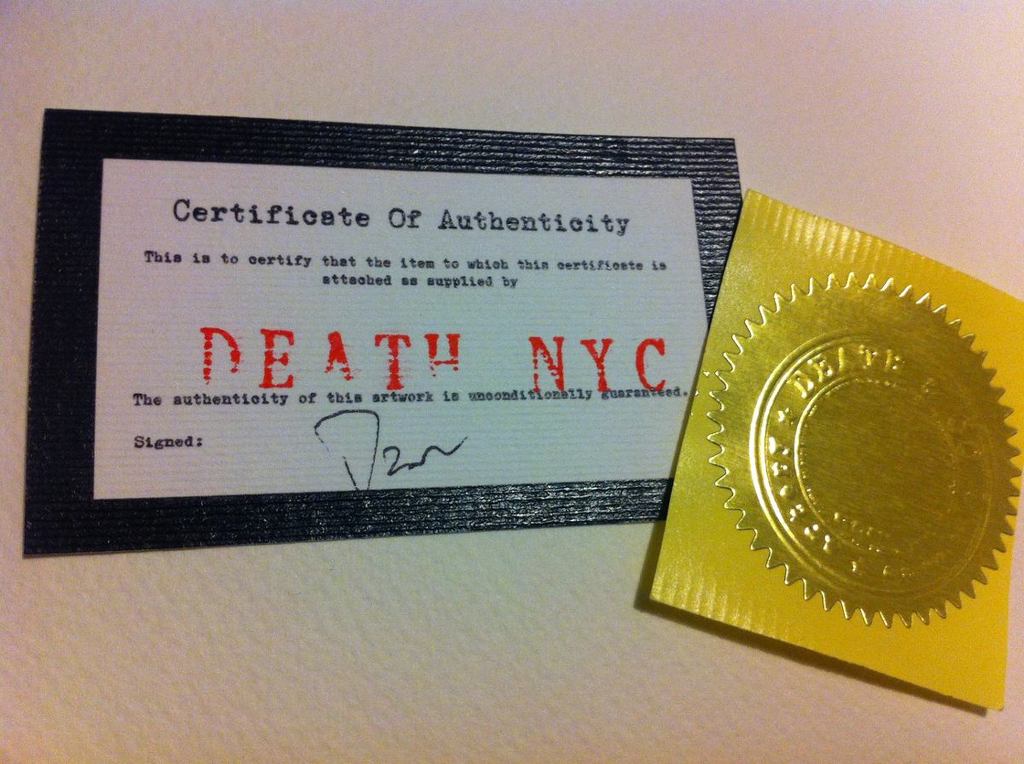 Certificate Of Authenticity
This is to certify that the item to which this certificate is
attached as supplied by
DEATH NYC
The authenticity of this artwork is unconditionally guaranteed.
Signed:
DEATH